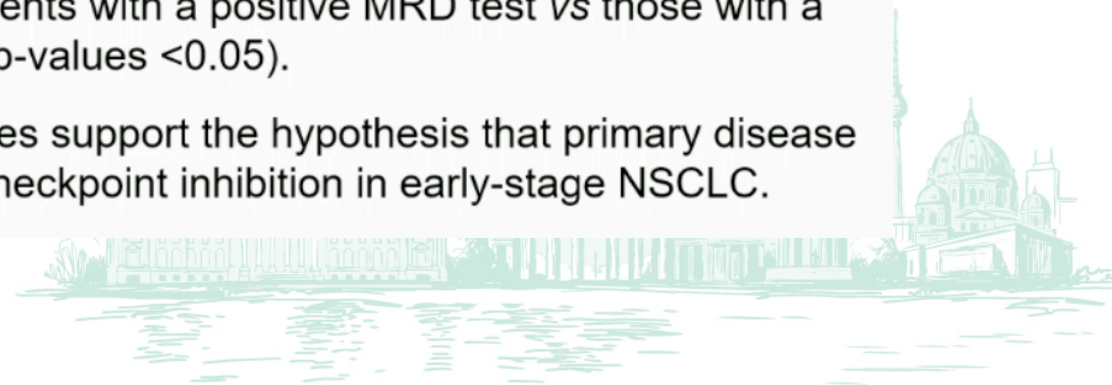 ents with a positive MRD test vs those with a
p-values <0.05).
es support the hypothesis that primary disease
heckpoint inhibition in early-stage NSCLC.